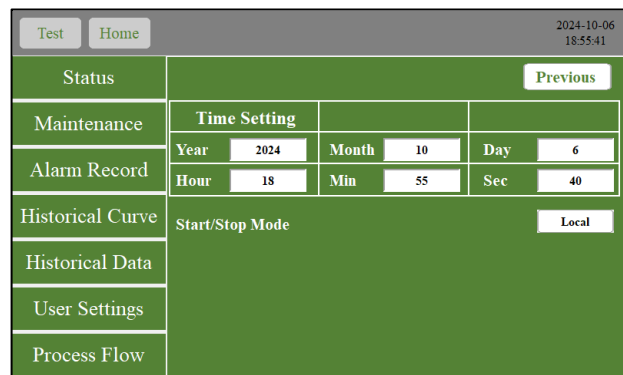 Test Home 2024-10-06
18:55:41
Status
Maintenance
Alarm Record
Historical Curve
Historical Data
User Settings
Process Flow
Previous
Time Setting
Year 2024 Month 10 Day 6
Hour 18 Min 55 Sec 40
Start/Stop Mode Local